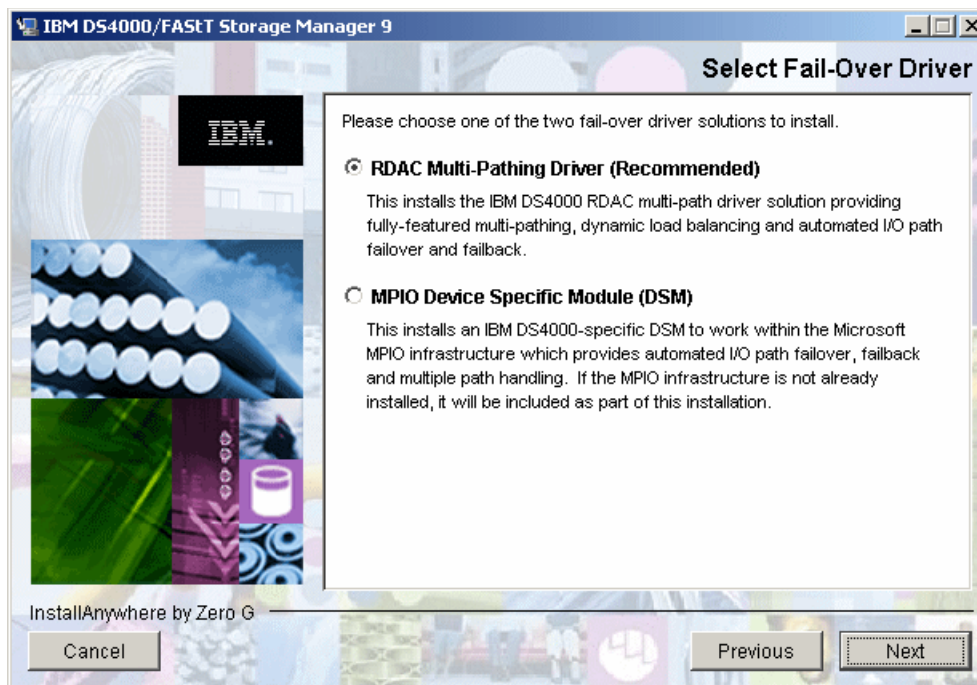 IBM DS4000/FAStT Storage Manager 9
Select Fail-Over Driver
IBM.
Please choose one of the two fail-over driver solutions to install.
RDAC Multi-Pathing Driver (Recommended)
This installs the IBM DS4000 RDAC multi-path driver solution providing
fully-featured multi-pathing, dynamic load balancing and automated I/O path
failover and failback.
MPIO Device Specific Module (DSM)
This installs an IBM DS4000-specific DSM to work within the Microsoft
MPIO infrastructure which provides automated I/O path failover, failback
and multiple path handling. If the MPIO infrastructure is not already
installed, it will be included as part of this installation.
InstallAnywhere by Zero G
Cancel
Previous
Next